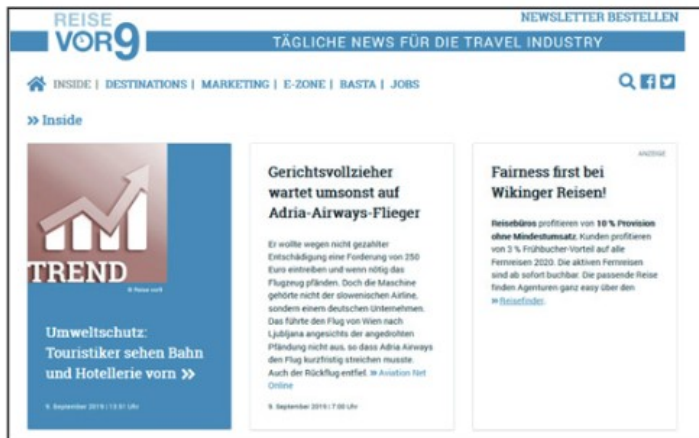 REISE
VOR9
NEWSLETTER BESTELLEN
TÄGLICHE NEWS FÜR DIE TRAVEL INDUSTRY
INSIDE | DESTINATIONS | MARKETING | E-ZONE | BASTA | JOBS
» Inside
TREND
© Reise vor9
Umweltschutz:
Touristiker sehen Bahn
und Hotellerie vorn »
9. September 2019 | 13:51 Uhr
Gerichtsvollzieher
wartet umsonst auf
Adria-Airways-Flieger
Er wollte wegen nicht gezahlter
Entschädigung eine Forderung von 250
Euro eintreiben und wenn nötig das
Flugzeug pfänden. Doch die Maschine
gehörte nicht der slowenischen Airline,
sondern einem deutschen Unternehmen.
Das führte den Flug von Wien nach
Ljubljana angesichts der angedrohten
Pfändung nicht aus, so dass Adria Airways
den Flug kurzfristig streichen musste.
Auch der Rückflug entfiel. » Aviation Net
Online
9. September 2019 | 7:00 Uhr
ANZEIGE
Fairness first bei
Wikinger Reisen!
Reisebüros profitieren von 10 % Provision
ohne Mindestumsatz. Kunden profitieren
von 3 % Frühbucher-Vorteil auf alle
Fernreisen 2020. Die aktiven Fernreisen
sind ab sofort buchbar. Die passende Reise
finden Agenturen ganz easy über den
» Reisefinder.